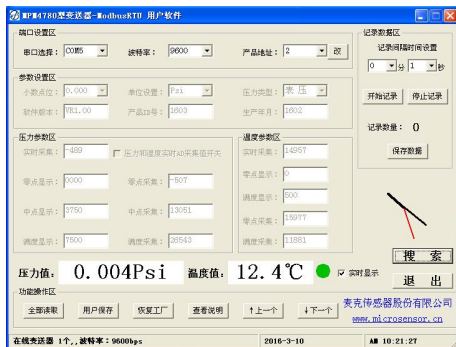 MPM4780型变送器-ModbusRTU 用户软件
端口设置区
串口选择： COM5 波特率： 9600 产品地址： 2 改
参数设置区
小数点位： 0.000 单位设置： Psi 压力类型： 表 压
软件版本： VR1.00 产品ID号： 1603 生产年月： 1602
压力参数区
实时采集： -489 压力和温度实时AD采集值开关
零点显示： 0000 零点采集： -507
中点显示： 3750 中点采集： 13051
满度显示： 7500 满度采集： 26543
温度参数区
实时采集： 14957
零点显示： 0
满度显示： 500
零点采集： 15977
满度采集： 11881
记录数据区
记录间隔时间设置
0 分 1 秒
开始记录 停止记录
记录数量： 0
保存数据
搜 索
压力值： 0.004Psi 温度值： 12.4℃ 实时显示
退 出
功能操作区
全部读取 用户保存 恢复工厂 查看说明 ↑上一个 ↓下一个
麦克传感器股份有限公司
www.microsensor.cn
在线变送器 1个,,波特率：9600bps 2016-3-10 AM 10:21:27